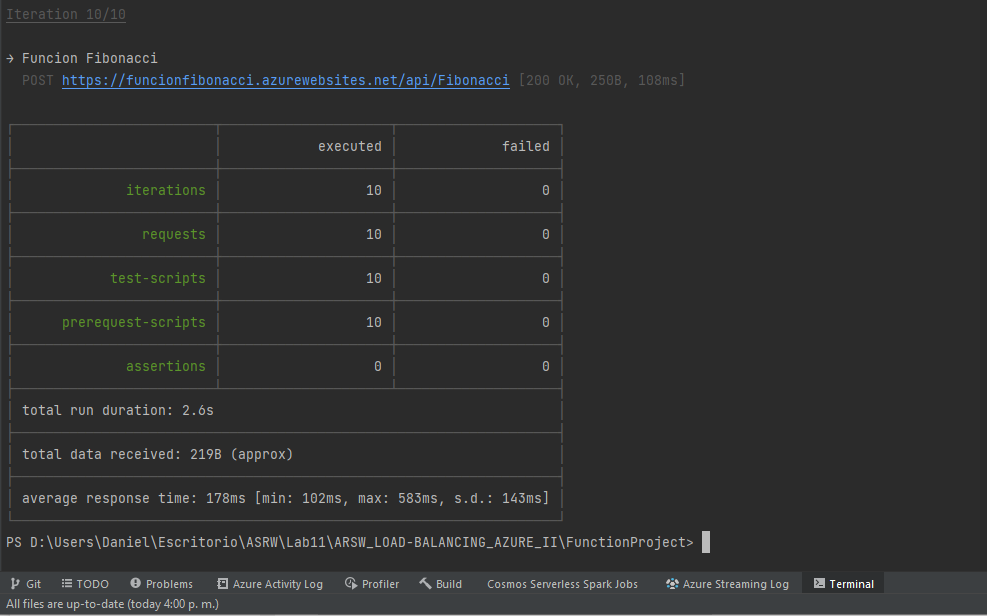 Iteration 10/10
→ Funcion Fibonacci
POST https://funcionfibonacci.azurewebsites.net/api/Fibonacci [200 OK, 250B, 108ms]
executed failed
iterations 10 0
requests 10 0
test-scripts 10 0
prerequest-scripts 10 0
assertions 0 0
total run duration: 2.6s
total data received: 219B (approx)
average response time: 178ms [min: 102ms, max: 583ms, s.d.: 143ms]
PS D:\Users\Daniel\Escritorio\ASRW\Lab11\ARSW_LOAD-BALANCING_AZURE_II\FunctionProject>
Git TODO Problems Azure Activity Log Profiler Build Cosmos Serverless Spark Jobs Azure Streaming Log Terminal
All files are up-to-date (today 4:00 p. m.)